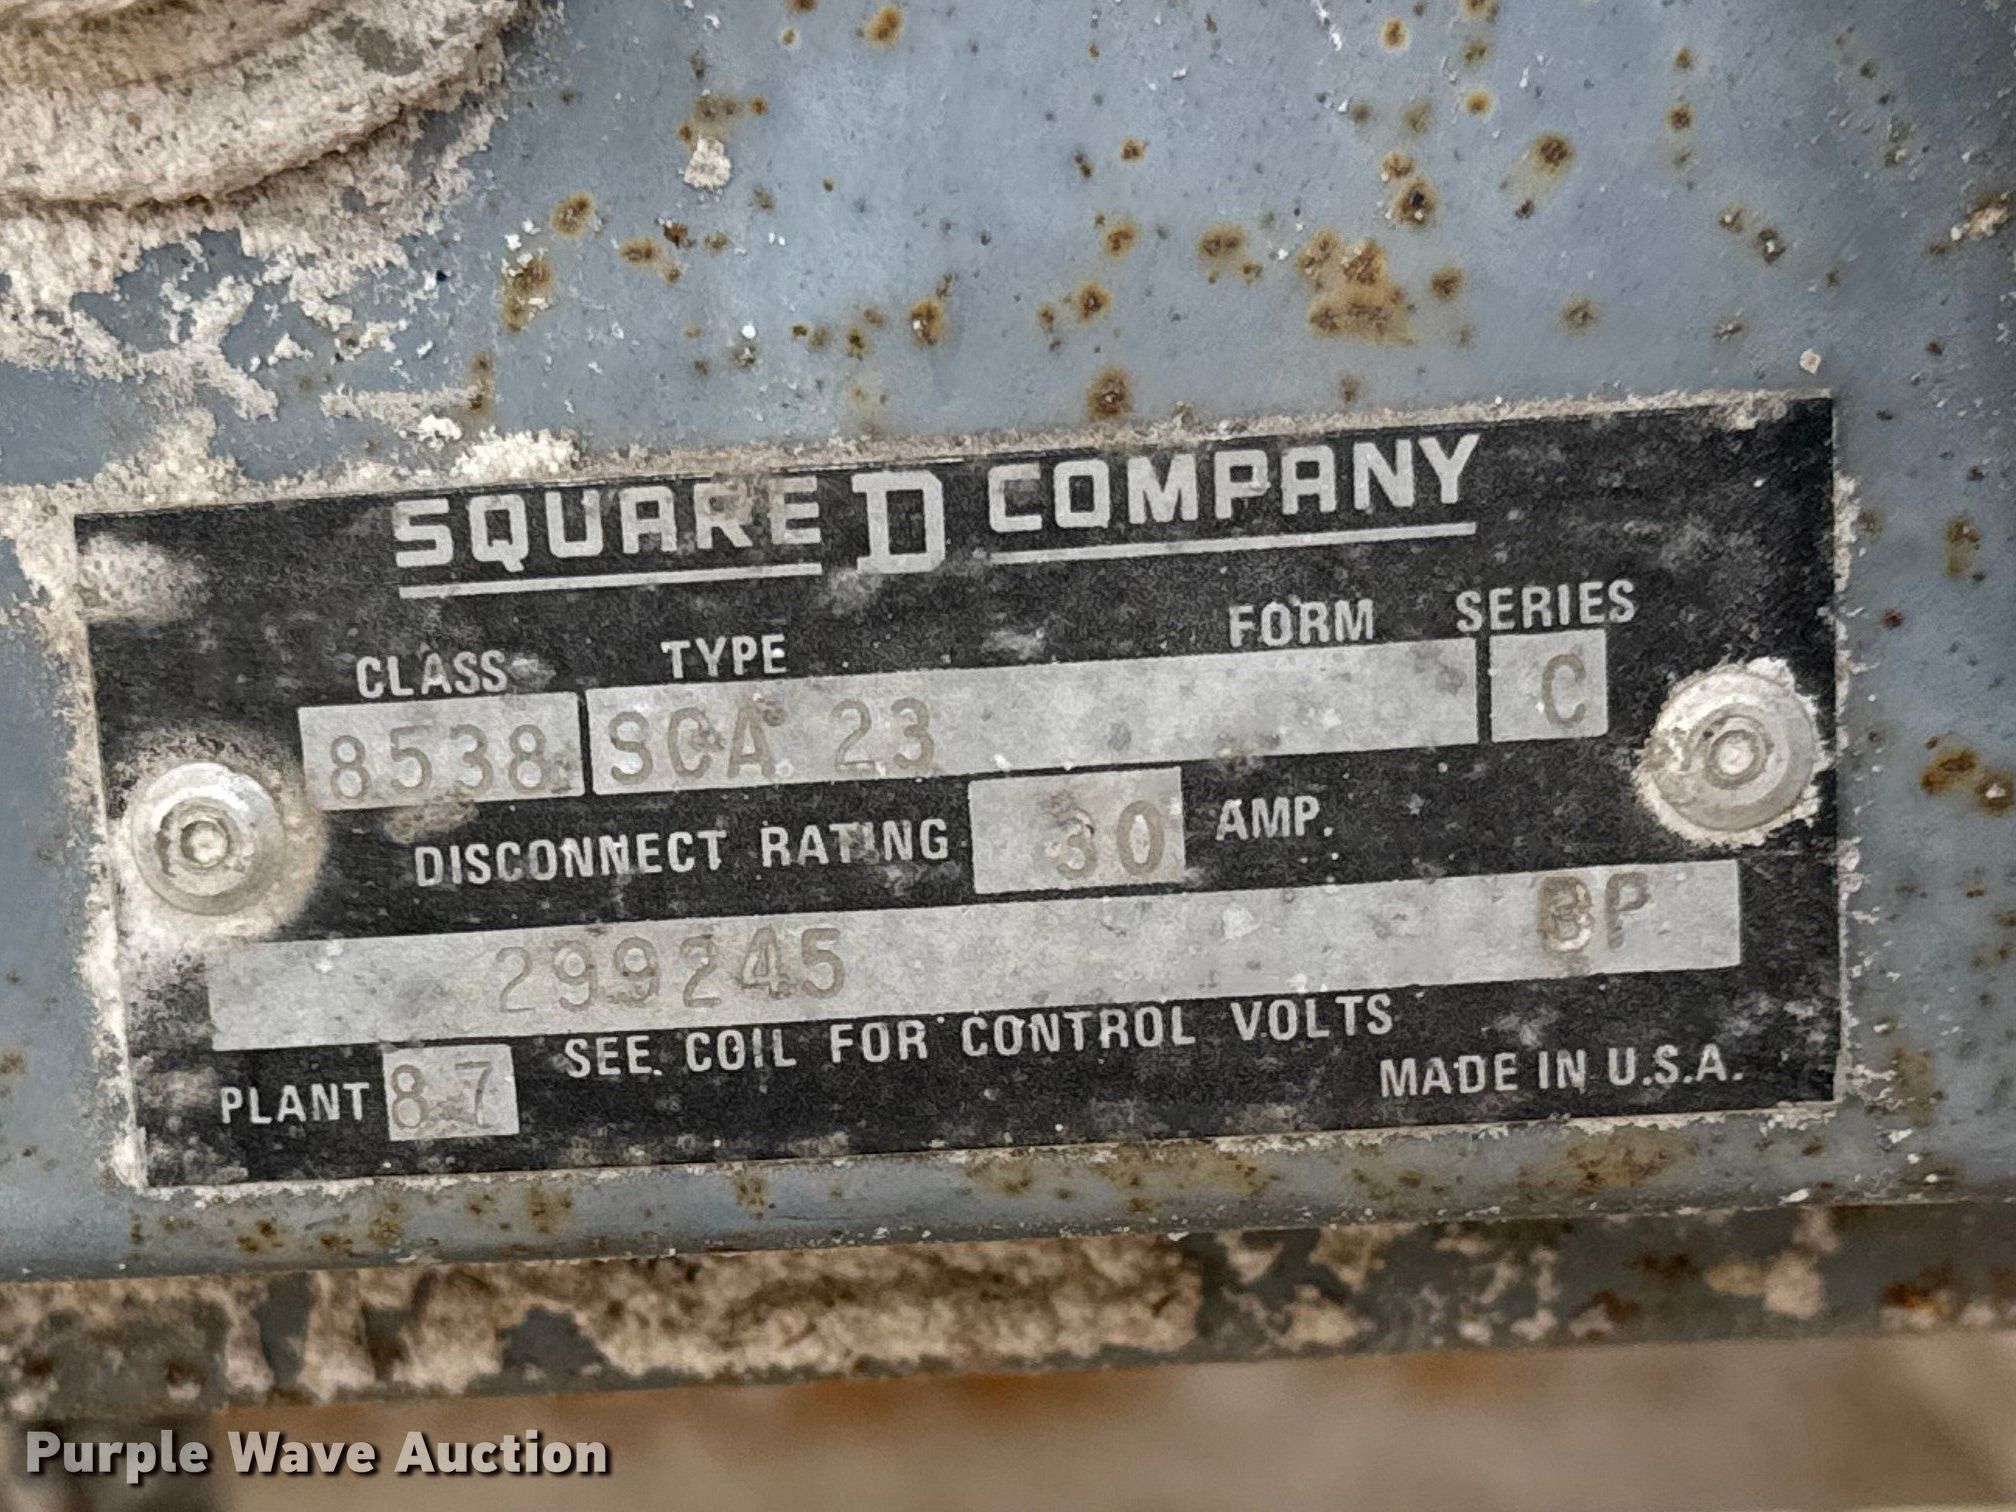 SQUARE D COMPANY
CLASS TYPE FORM SERIES
8538 SCA 23 C
DISCONNECT RATING 30 AMP.
299245 BP
SEE COIL FOR CONTROL VOLTS
PLANT 87 MADE IN U.S.A.
Purple Wave Auction